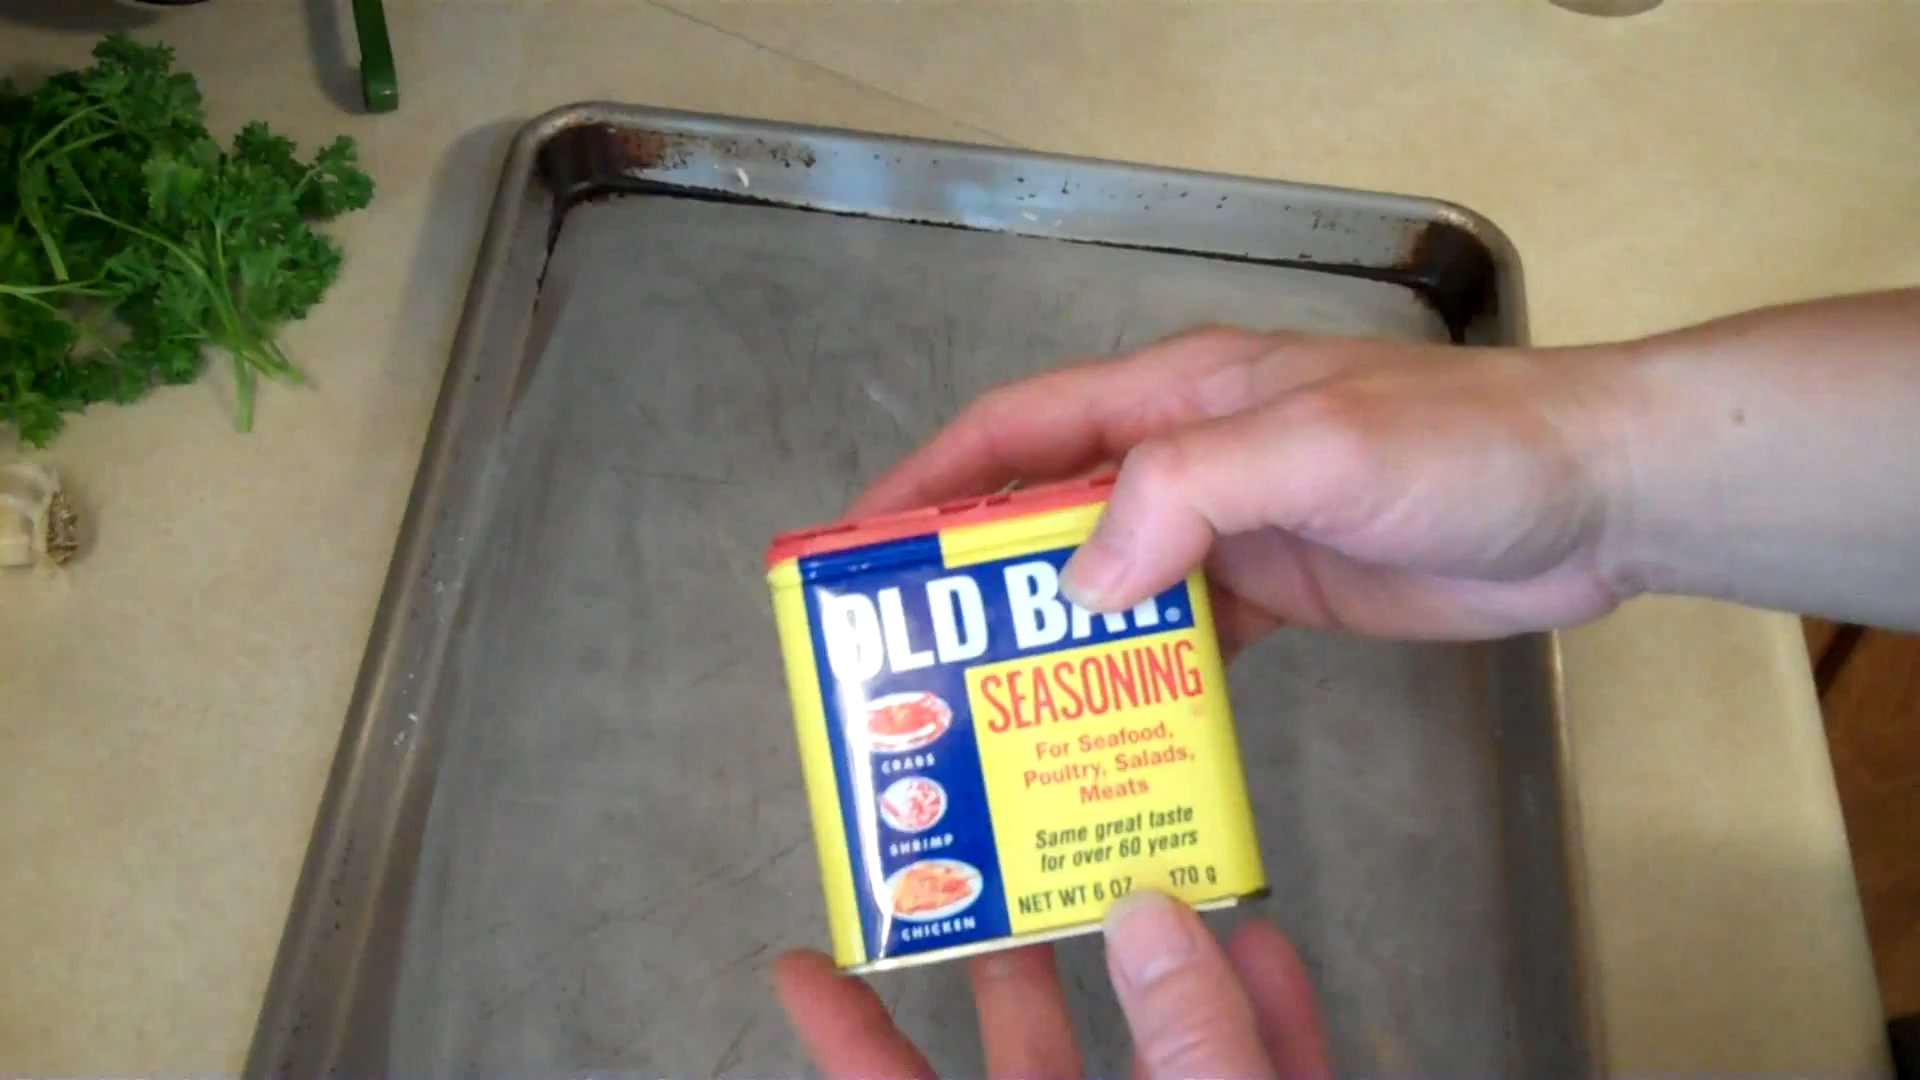 OLD BAY®
SEASONING
For Seafood,
Poultry, Salads,
Meats
Same great taste
for over 60 years
NET WT 6 OZ 170 g
CRABS
SHRIMP
CHICKEN